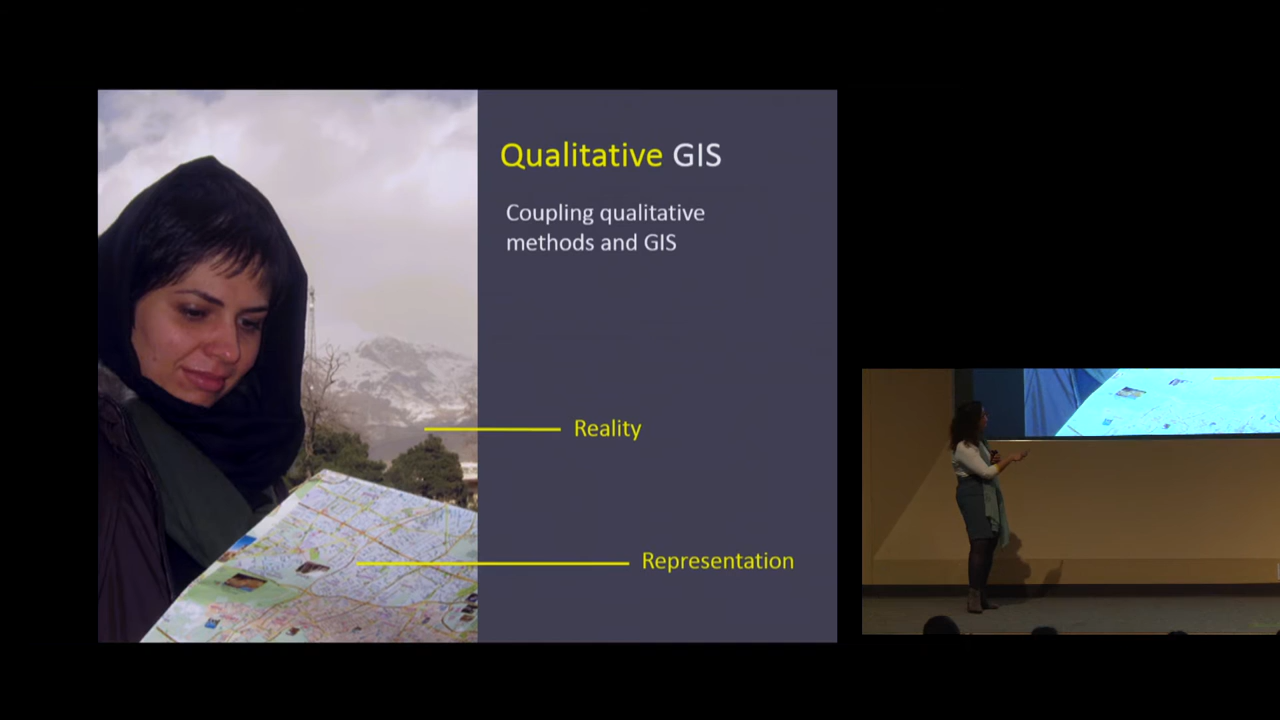 Qualitative GIS
Coupling qualitative
methods and GIS
Reality
Representation